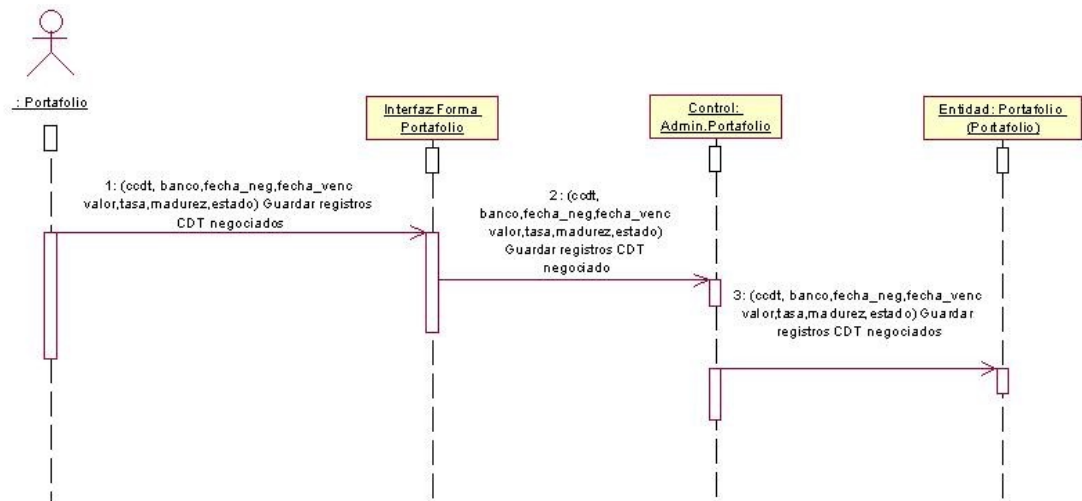 : Portafolio
Interfaz:Forma
Portafolio
Control:
Admin.Portafolio
Entidad: Portafolio
(Portafolio)
1: (ccdt, banco,fecha_neg,fecha_venc
valor,tasa,madurez,estado) Guardar registros
CDT negociados
2: (ccdt,
banco,fecha_neg,fecha_venc
valor,tasa,madurez,estado)
Guardar registros CDT
negociado
3: (ccdt, banco,fecha_neg,fecha_venc
valor,tasa,madurez,estado) Guardar
registros CDT negociados